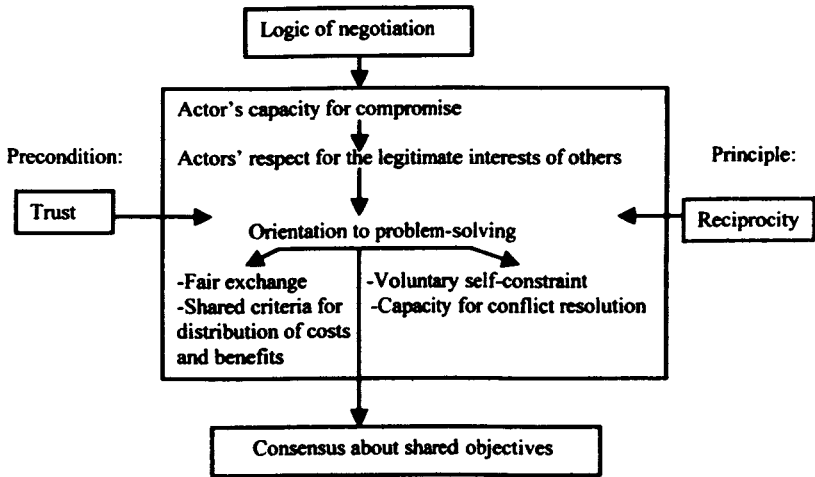 Logic of negotiation
Actor's capacity for compromise
Precondition:
Actors' respect for the legitimate interests of others
Principle:
Trust
Reciprocity
Orientation to problem-solving
-Fair exchange
-Shared criteria for
distribution of costs
and benefits
-Voluntary self-constraint
-Capacity for conflict resolution
Consensus about shared objectives